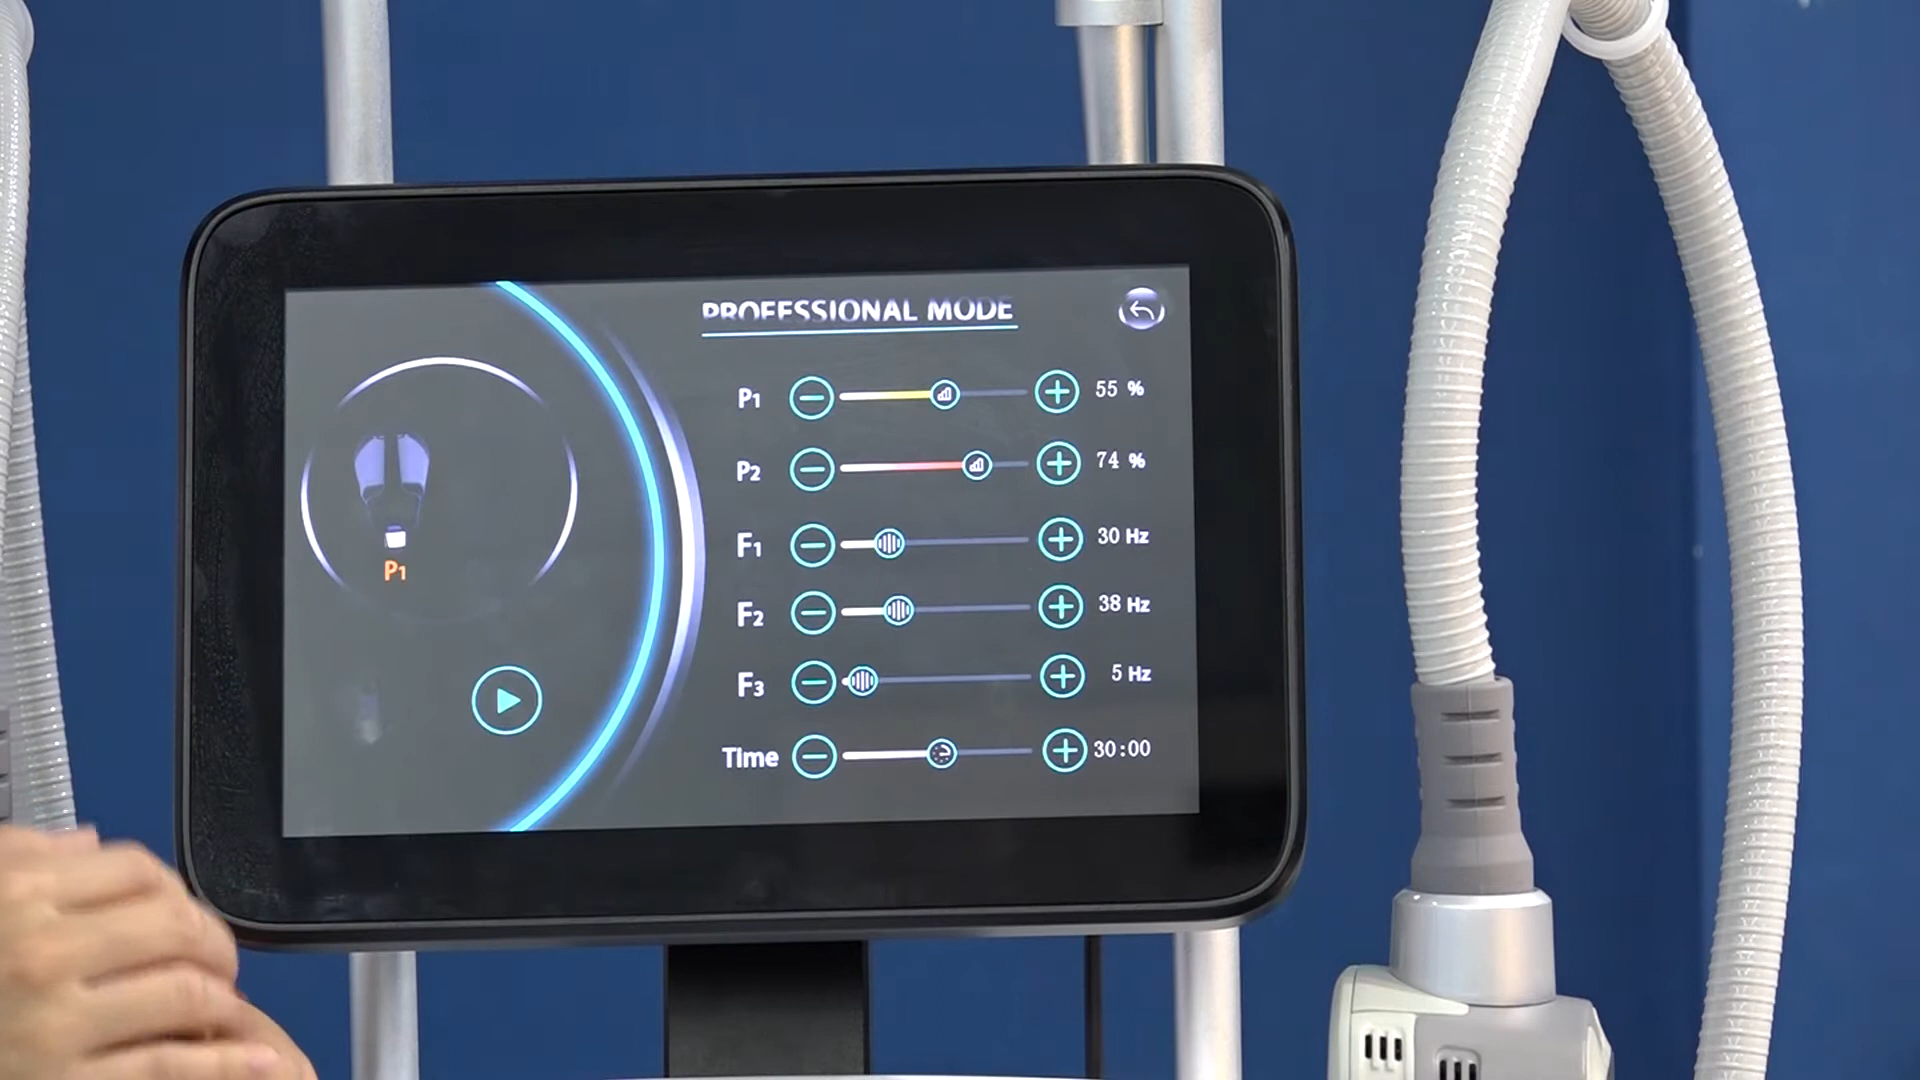 PROFESSIONAL MODE
P1 55 %
P2 74 %
F1 30 Hz
F2 38 Hz
F3 5 Hz
Time 30:00
P1